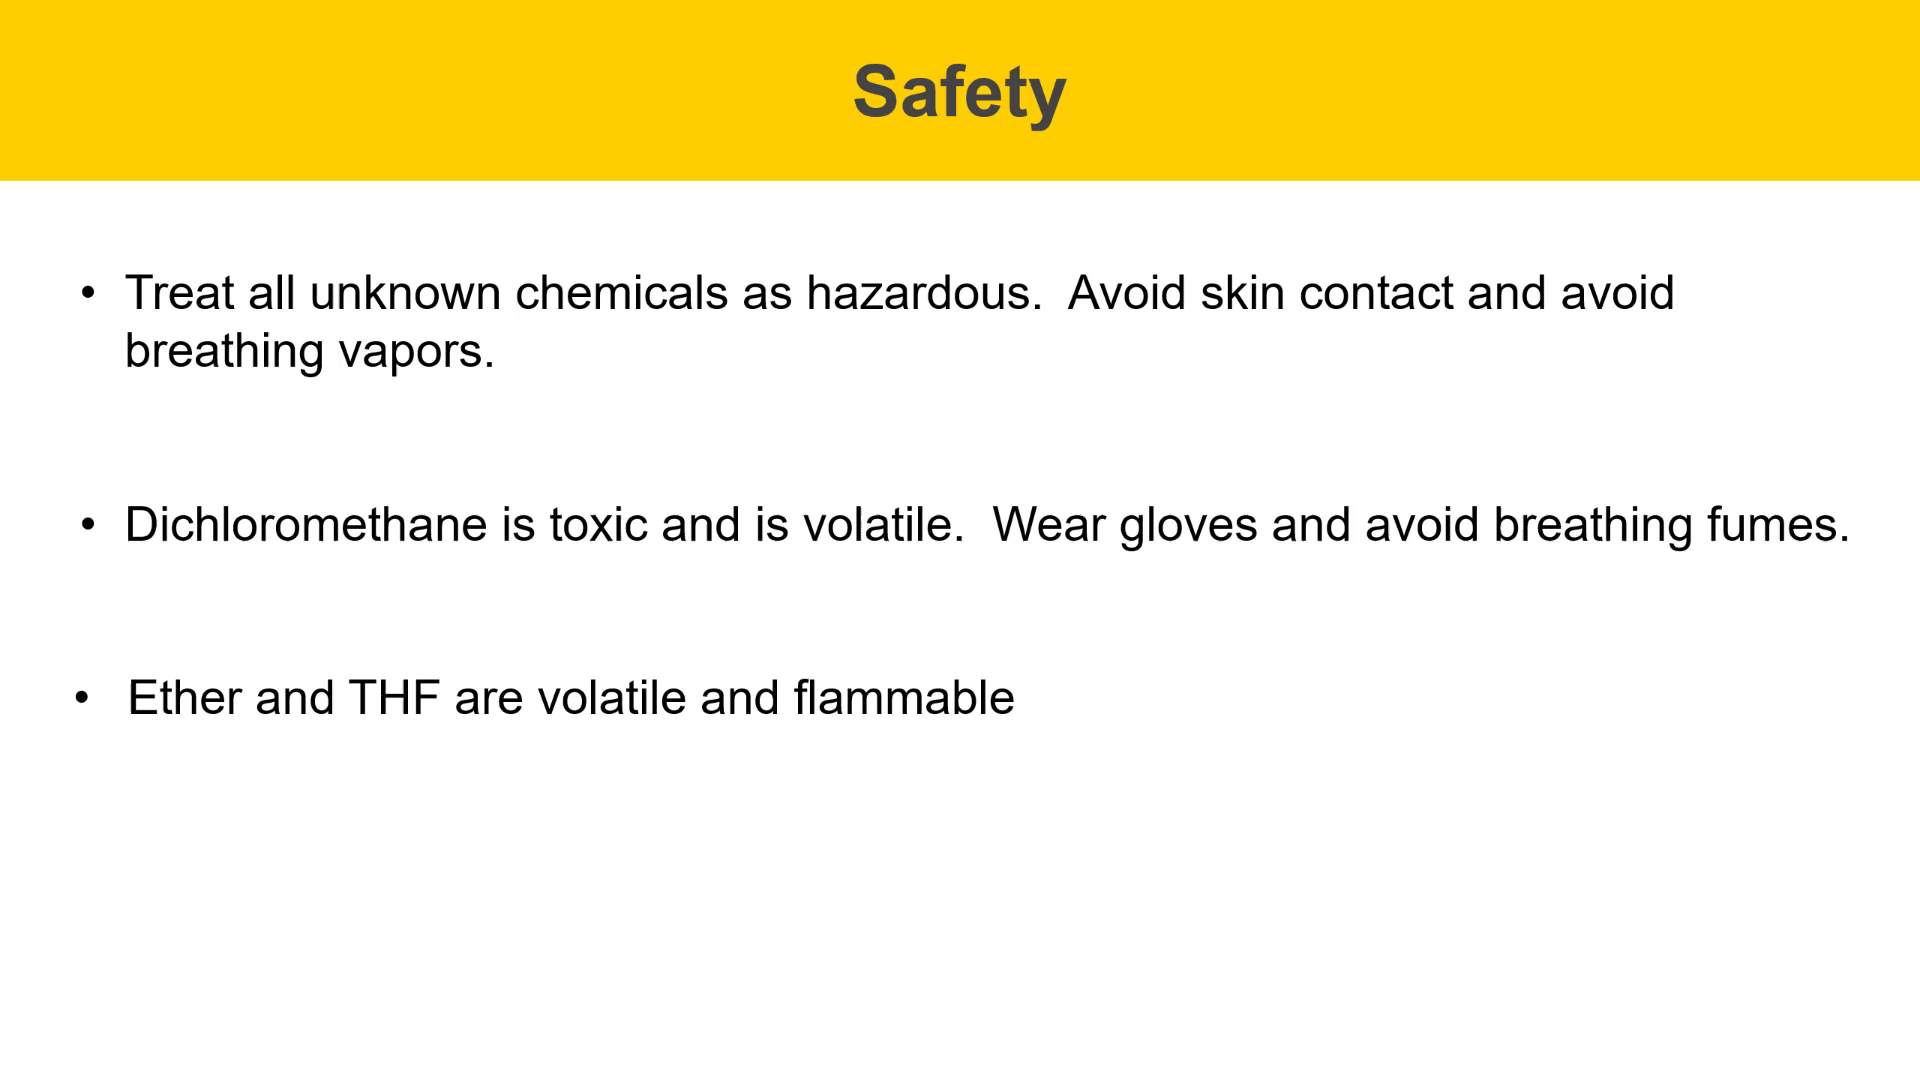 Safety
• Treat all unknown chemicals as hazardous.  Avoid skin contact and avoid
breathing vapors.
• Dichloromethane is toxic and is volatile.  Wear gloves and avoid breathing fumes.
• Ether and THF are volatile and flammable